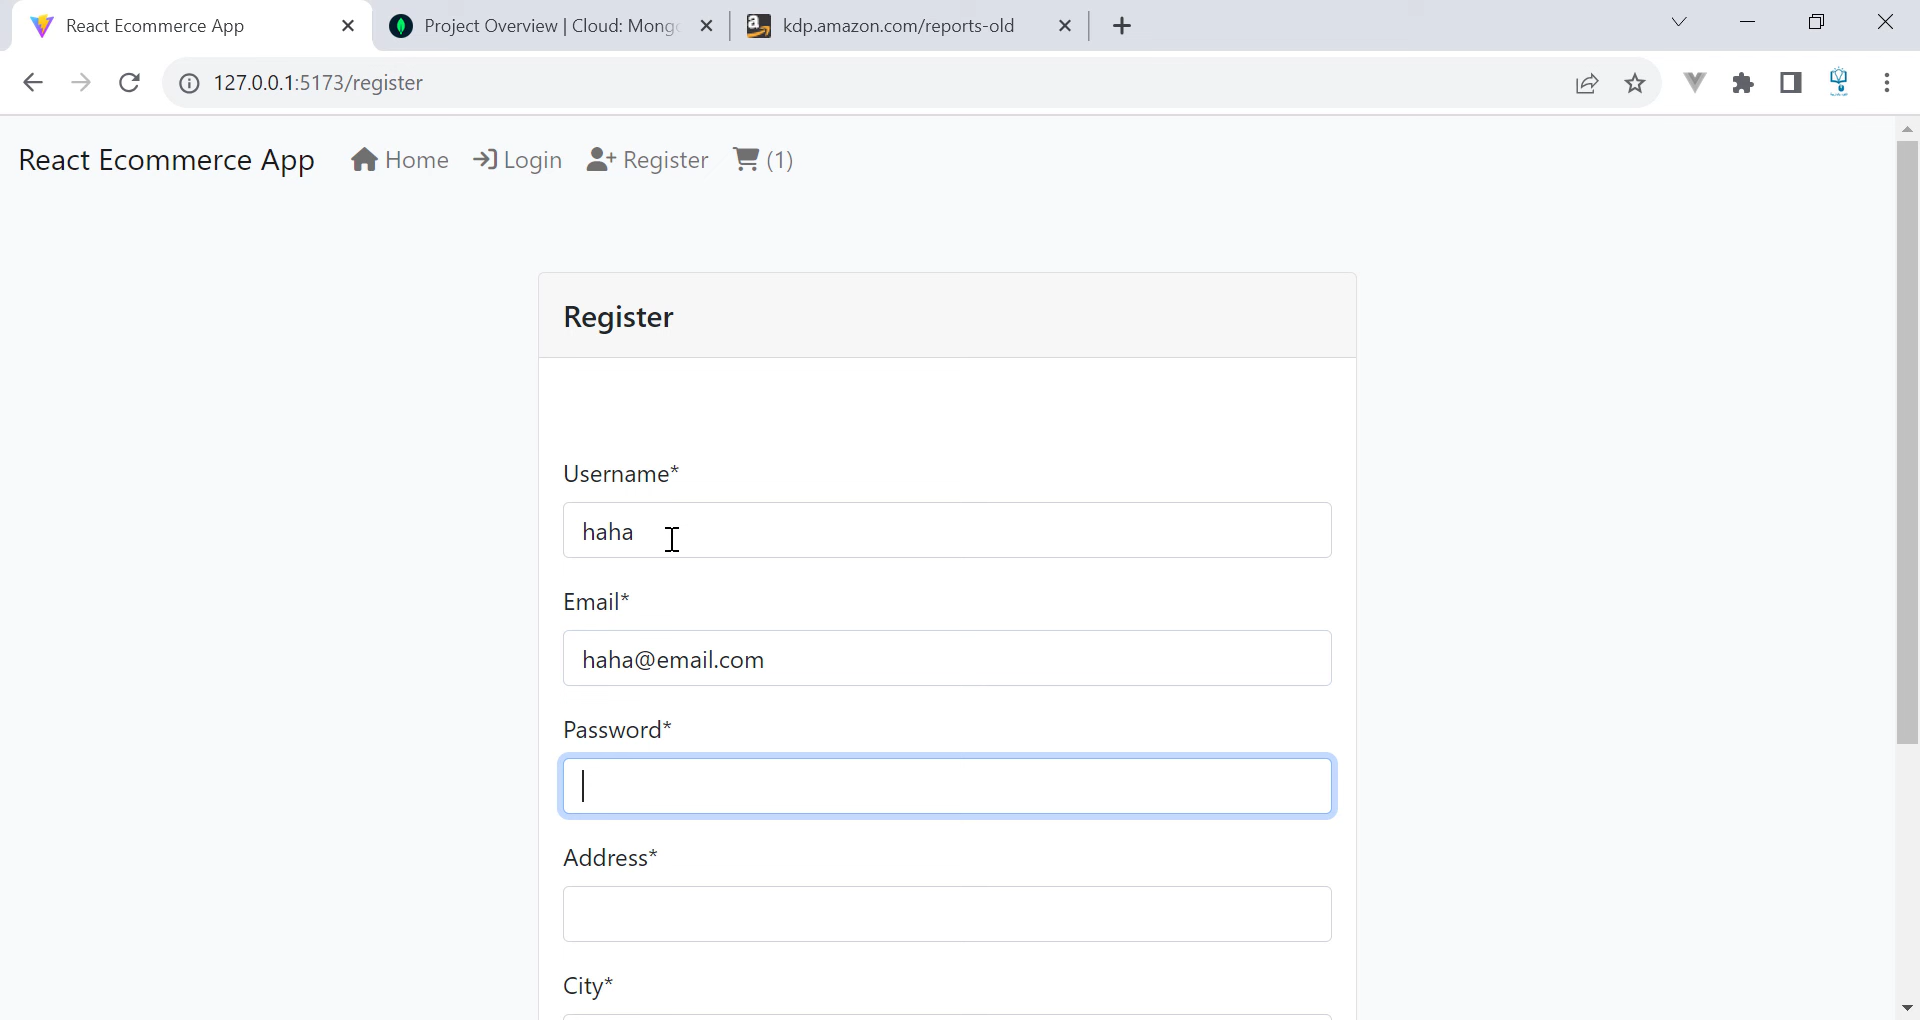 React Ecommerce App
Project Overview | Cloud: Mong
kdp.amazon.com/reports-old
127.0.0.1:5173/register
React Ecommerce App Home Login Register (1)
Register
Username*
haha
Email*
haha@email.com
Password*
Address*
City*